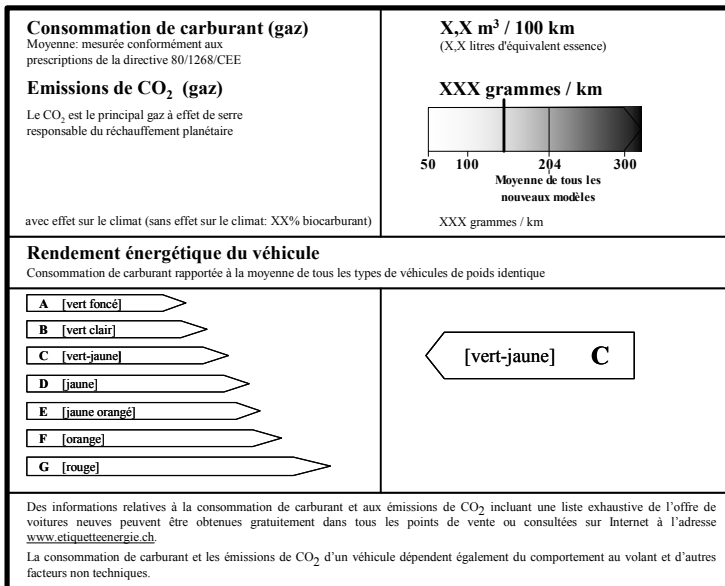 Consommation de carburant (gaz)
Moyenne: mesurée conformément aux
prescriptions de la directive 80/1268/CEE
X,X m³ / 100 km
(X,X litres d'équivalent essence)
Emissions de CO₂ (gaz)
Le CO₂ est le principal gaz à effet de serre
responsable du réchauffement planétaire
XXX grammes / km
50 100 204 300
Moyenne de tous les
nouveaux modèles
avec effet sur le climat (sans effet sur le climat: XX% biocarburant)
XXX grammes / km
Rendement énergétique du véhicule
Consommation de carburant rapportée à la moyenne de tous les types de véhicules de poids identique
A [vert foncé]
B [vert clair]
C [vert-jaune]
D [jaune]
E [jaune orangé]
F [orange]
G [rouge]
[vert-jaune] C
Des informations relatives à la consommation de carburant et aux émissions de CO₂ incluant une liste exhaustive de l'offre de
voitures neuves peuvent être obtenues gratuitement dans tous les points de vente ou consultées sur Internet à l'adresse
www.etiquetteenergie.ch.
La consommation de carburant et les émissions de CO₂ d'un véhicule dépendent également du comportement au volant et d'autres
facteurs non techniques.